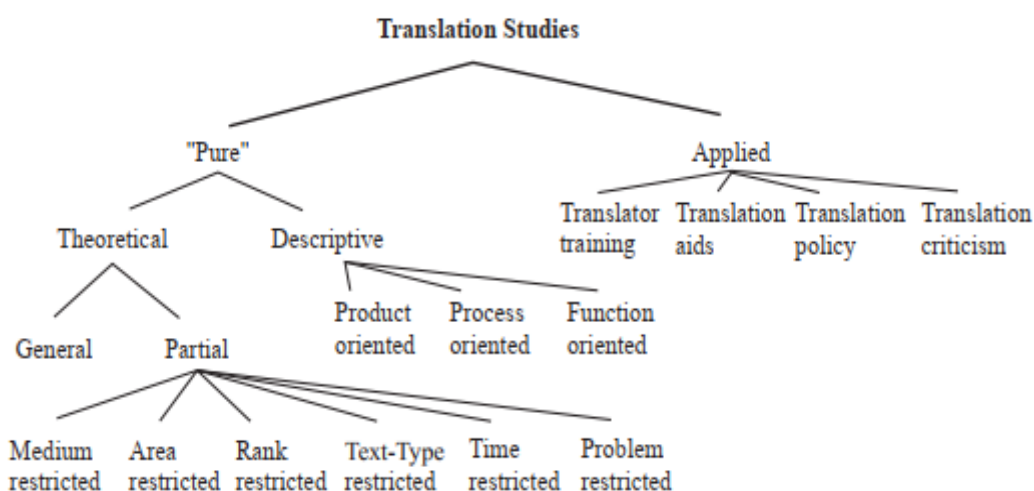 Translation Studies
"Pure"
Applied
Translator training
Translation aids
Translation policy
Translation criticism
Theoretical
Descriptive
Product oriented
Process oriented
Function oriented
General
Partial
Medium restricted
Area restricted
Rank restricted
Text-Type restricted
Time restricted
Problem restricted